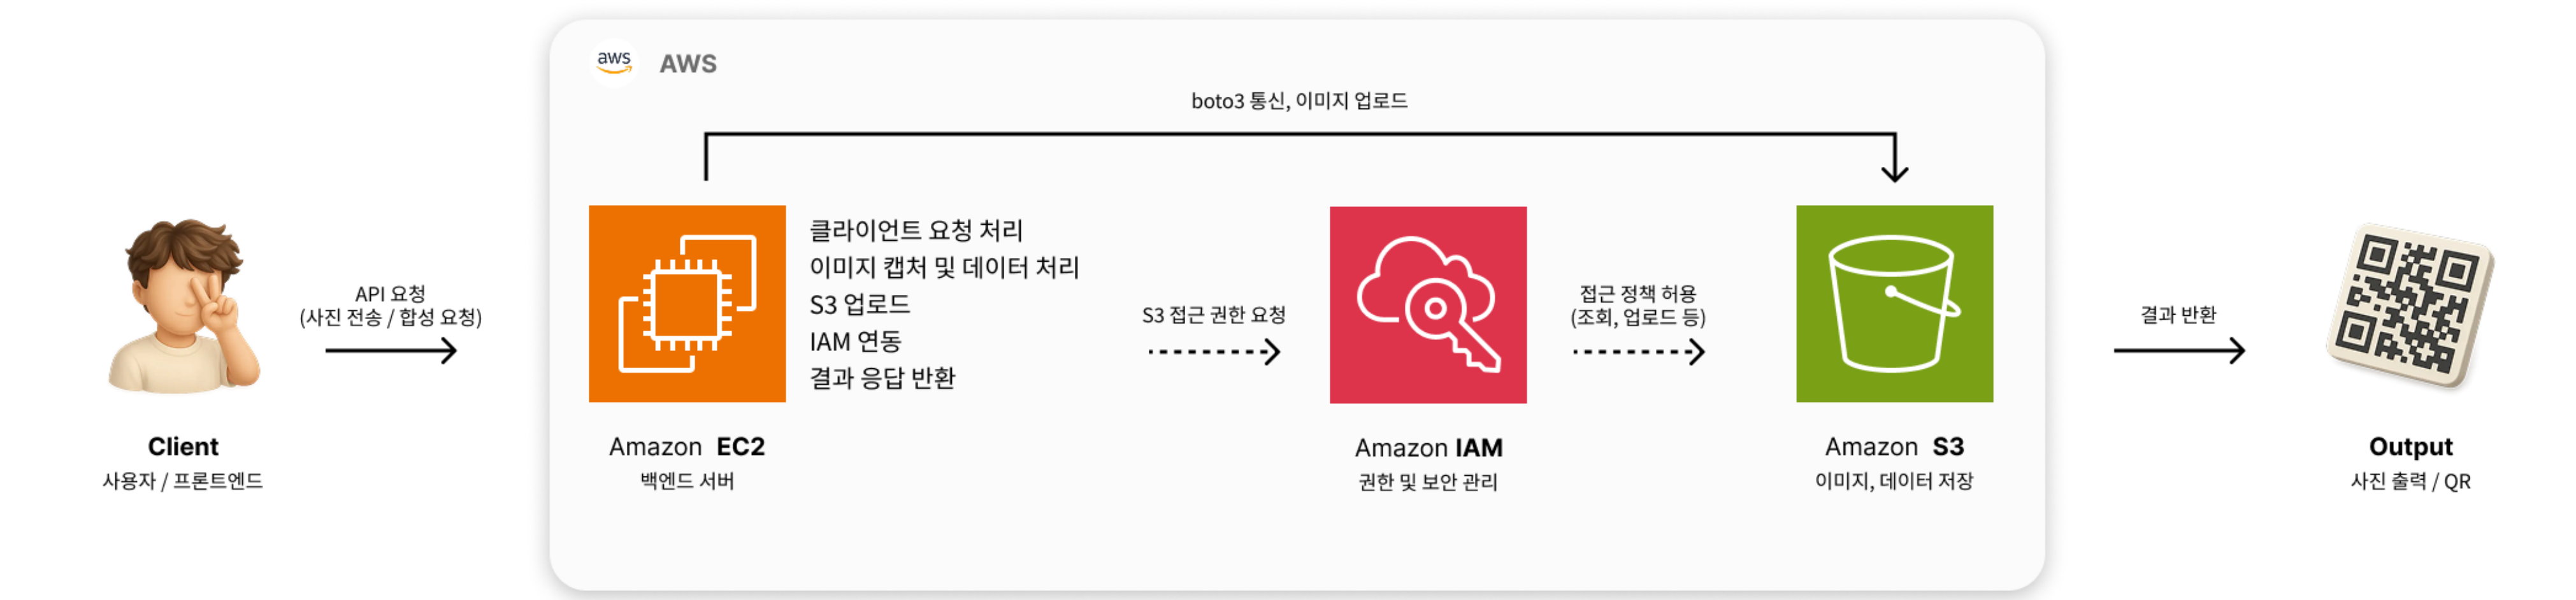 aws
AWS
boto3 통신, 이미지 업로드
API 요청
(사진 전송 / 합성 요청)
클라이언트 요청 처리
이미지 캡처 및 데이터 처리
S3 업로드
IAM 연동
결과 응답 반환
S3 접근 권한 요청
접근 정책 허용
(조회, 업로드 등)
결과 반환
Client
사용자 / 프론트엔드
Amazon EC2
백엔드 서버
Amazon IAM
권한 및 보안 관리
Amazon S3
이미지, 데이터 저장
Output
사진 출력 / QR